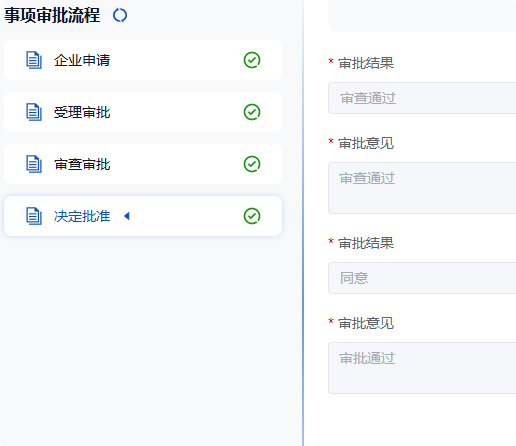 事项审批流程
企业申请
受理审批
审查审批
决定批准
* 审批结果
审查通过
* 审批意见
审查通过
* 审批结果
同意
* 审批意见
审批通过